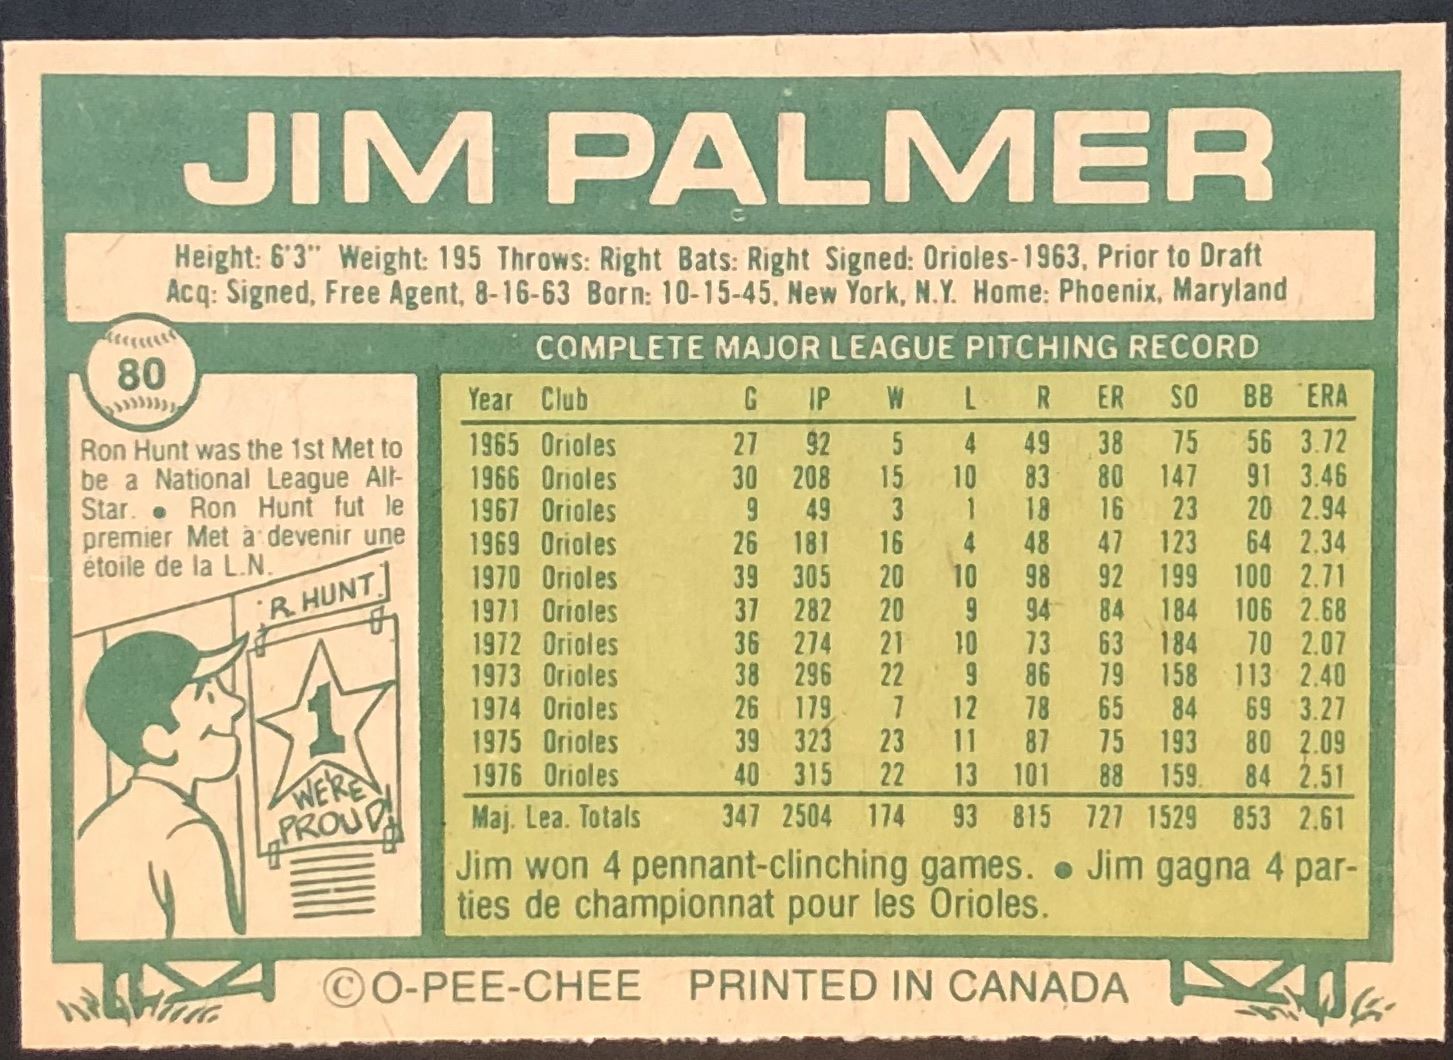 JIM PALMER
Height: 6'3" Weight: 195 Throws: Right Bats: Right Signed: Orioles-1963, Prior to Draft
Acq: Signed, Free Agent, 8-16-63 Born: 10-15-45, New York, N.Y. Home: Phoenix, Maryland
80
Ron Hunt was the 1st Met to
be a National League All-
Star. ● Ron Hunt fut le
premier Met à devenir une
étoile de la L.N.
R. HUNT
1
WE'RE
PROUD!
COMPLETE MAJOR LEAGUE PITCHING RECORD
Year Club G IP W L R ER SO BB ERA
1965 Orioles 27 92 5 4 49 38 75 56 3.72
1966 Orioles 30 208 15 10 83 80 147 91 3.46
1967 Orioles 9 49 3 1 18 16 23 20 2.94
1969 Orioles 26 181 16 4 48 47 123 64 2.34
1970 Orioles 39 305 20 10 98 92 199 100 2.71
1971 Orioles 37 282 20 9 94 84 184 106 2.68
1972 Orioles 36 274 21 10 73 63 184 70 2.07
1973 Orioles 38 296 22 9 86 79 158 113 2.40
1974 Orioles 26 179 7 12 78 65 84 69 3.27
1975 Orioles 39 323 23 11 87 75 193 80 2.09
1976 Orioles 40 315 22 13 101 88 159 84 2.51
Maj. Lea. Totals 347 2504 174 93 815 727 1529 853 2.61
Jim won 4 pennant-clinching games. ● Jim gagna 4 par-
ties de championnat pour les Orioles.
©O-PEE-CHEE PRINTED IN CANADA